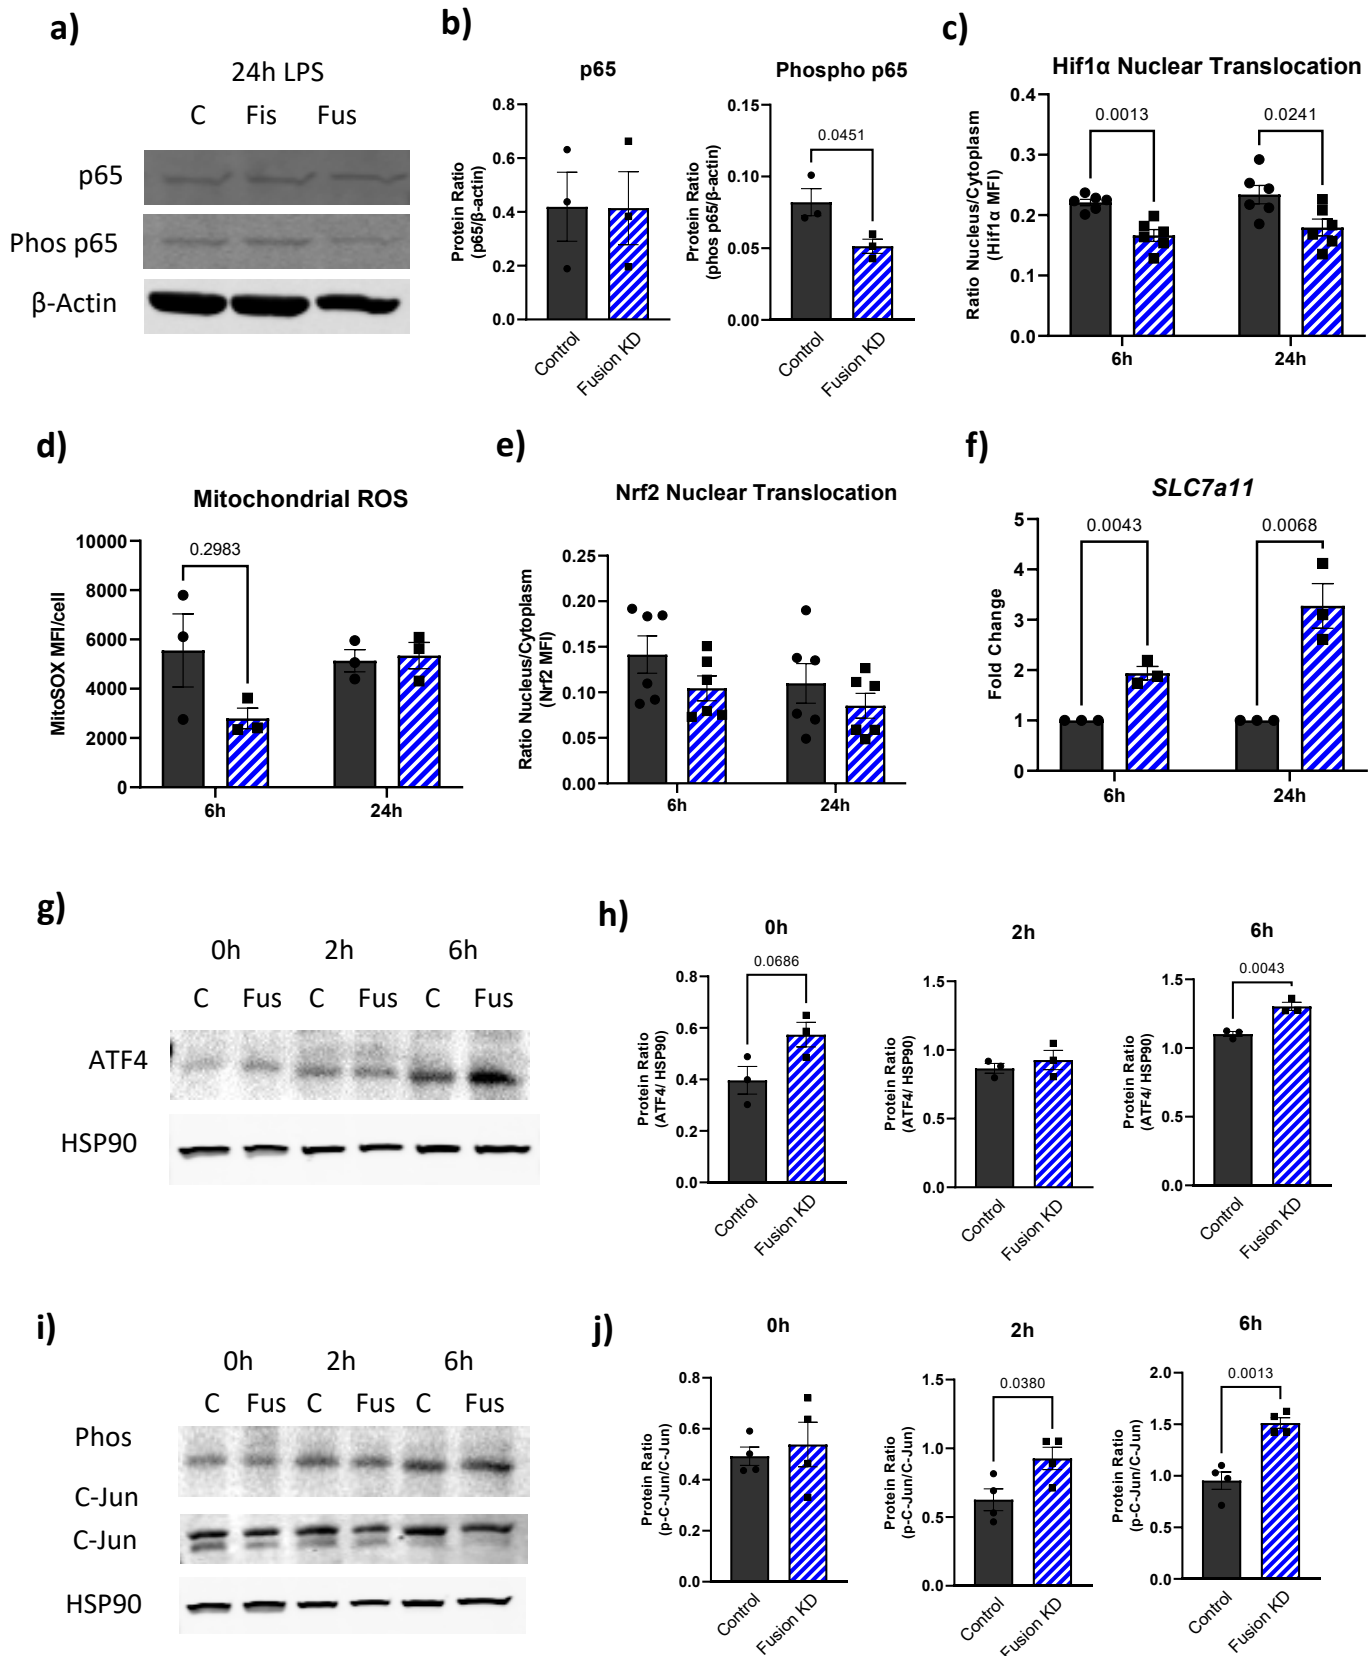 a)
24h LPS
C Fis Fus
p65
Phos p65
β-Actin
b)
p65
Protein Ratio
(p65/β-actin)
0.8
0.6
0.4
0.2
0.0
Control
Fusion KD
Phospho p65
Protein Ratio
(phos p65/β-actin)
0.15
0.10
0.05
0.00
0.0451
Control
Fusion KD
c)
Hif1α Nuclear Translocation
Ratio Nucleus/Cytoplasm
(Hif1α MFI)
0.4
0.3
0.2
0.1
0.0
0.0013
0.0241
6h
24h
d)
Mitochondrial ROS
MitoSOX MFI/cell
10000
8000
6000
4000
2000
0
0.2983
6h
24h
e)
Nrf2 Nuclear Translocation
Ratio Nucleus/Cytoplasm
(Nrf2 MFI)
0.25
0.20
0.15
0.10
0.05
0.00
6h
24h
f)
SLC7a11
Fold Change
5
4
3
2
1
0
0.0043
0.0068
6h
24h
g)
0h 2h 6h
C Fus C Fus C Fus
ATF4
HSP90
h)
0h
Protein Ratio
(ATF4/ HSP90)
0.8
0.6
0.4
0.2
0.0
0.0686
Control
Fusion KD
2h
Protein Ratio
(ATF4/ HSP90)
1.5
1.0
0.5
0.0
Control
Fusion KD
6h
Protein Ratio
(ATF4/ HSP90)
1.5
1.0
0.5
0.0
0.0043
Control
Fusion KD
i)
0h 2h 6h
C Fus C Fus C Fus
Phos
C-Jun
C-Jun
HSP90
j)
0h
Protein Ratio
(p-C-Jun/C-Jun)
0.8
0.6
0.4
0.2
0.0
Control
Fusion KD
2h
Protein Ratio
(p-C-Jun/C-Jun)
1.5
1.0
0.5
0.0
0.0380
Control
Fusion KD
6h
Protein Ratio
(p-C-Jun/C-Jun)
2.0
1.5
1.0
0.5
0.0
0.0013
Control
Fusion KD